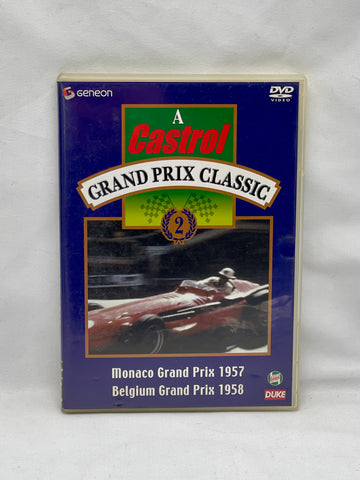 Geneon
DVD
VIDEO
A
Castrol
GRAND PRIX CLASSIC
2
Monaco Grand Prix 1957
Belgium Grand Prix 1958
DUKE